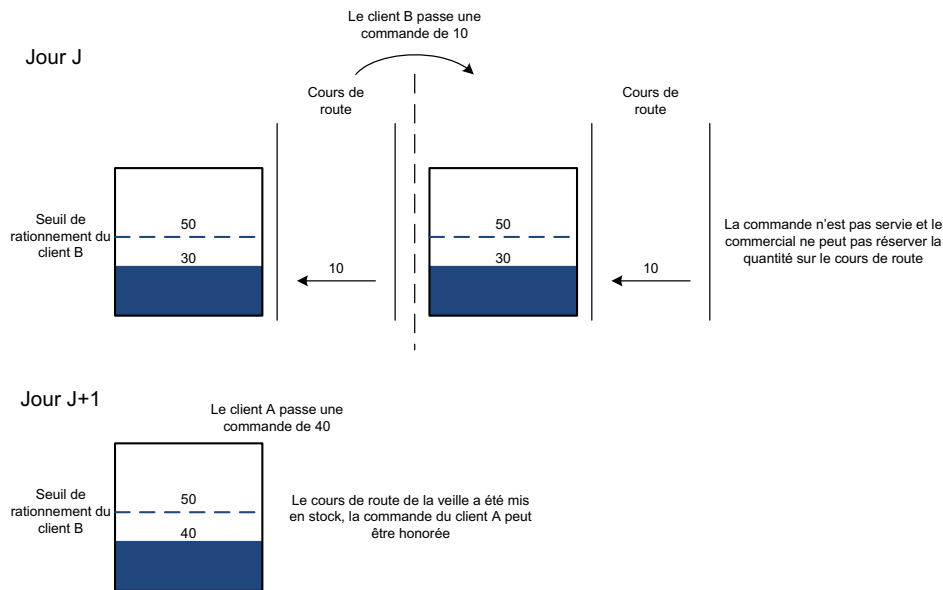 Le client B passe une
commande de 10
Jour J
Cours de
route
Cours de
route
Seuil de
rationnement du
client B
50
30
10
50
30
10
La commande n'est pas servie et le
commercial ne peut pas réserver la
quantité sur le cours de route
Jour J+1
Le client A passe une
commande de 40
Seuil de
rationnement du
client B
50
40
Le cours de route de la veille a été mis
en stock, la commande du client A peut
être honorée